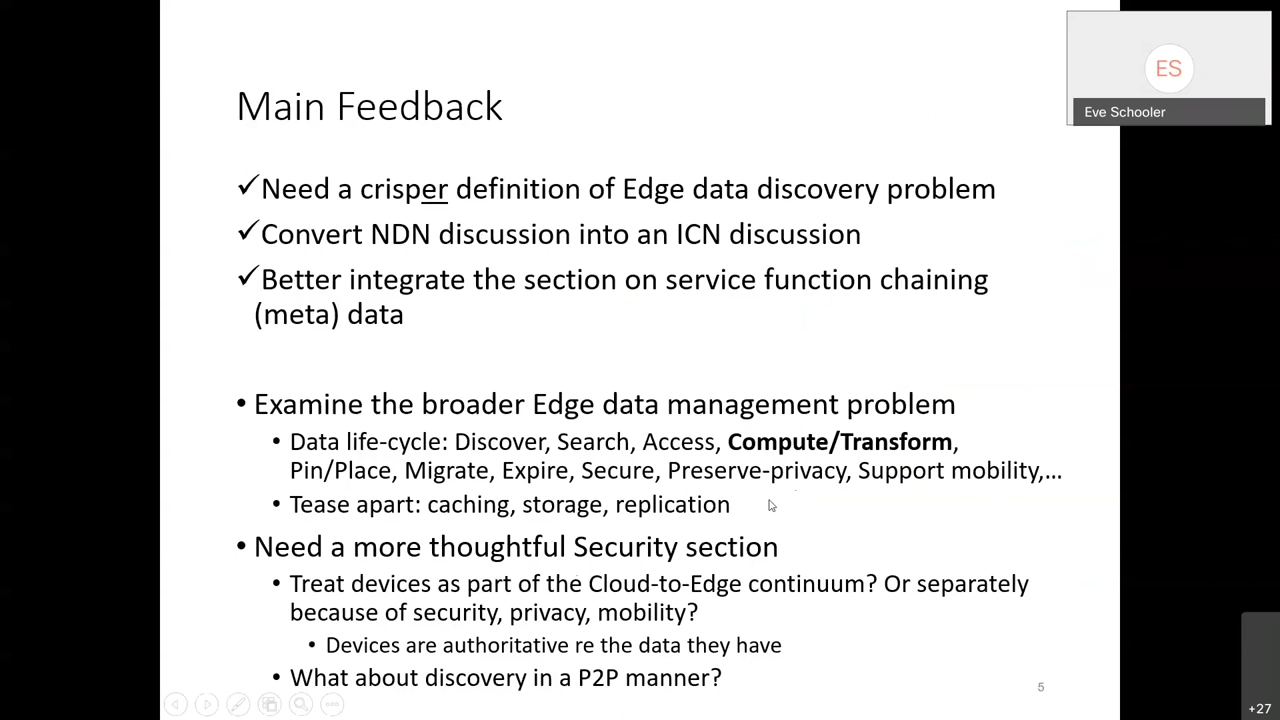 Main Feedback
ES
Eve Schooler
✓Need a crisper definition of Edge data discovery problem
✓Convert NDN discussion into an ICN discussion
✓Better integrate the section on service function chaining
(meta) data
• Examine the broader Edge data management problem
• Data life-cycle: Discover, Search, Access, Compute/Transform,
Pin/Place, Migrate, Expire, Secure, Preserve-privacy, Support mobility,...
• Tease apart: caching, storage, replication
• Need a more thoughtful Security section
• Treat devices as part of the Cloud-to-Edge continuum? Or separately
because of security, privacy, mobility?
• Devices are authoritative re the data they have
• What about discovery in a P2P manner?
5
+27